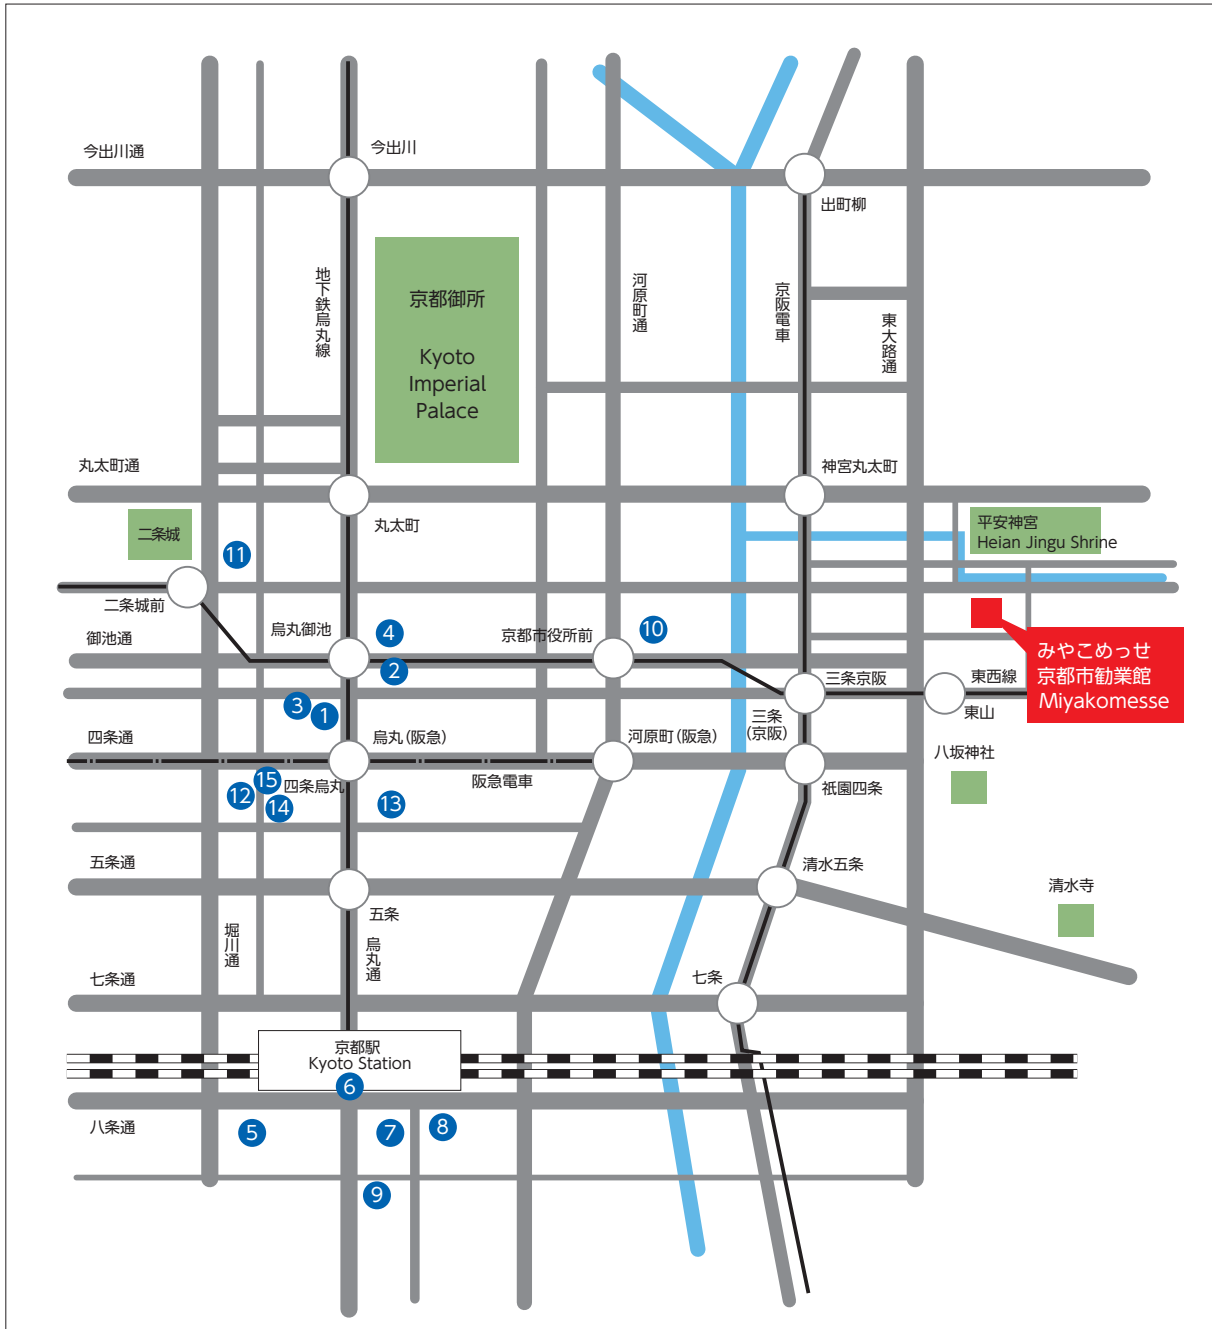 今出川通
今出川
出町柳
地下鉄烏丸線
京都御所
Kyoto
Imperial
Palace
河原町通
京阪電車
東大路通
丸太町通
丸太町
神宮丸太町
二条城
11
平安神宮
Heian Jingu Shrine
二条城前
烏丸御池
4
京都市役所前
10
御池通
2
みやこめっせ
京都市勧業館
Miyakomesse
三条京阪
東西線
東山
3
1
三条
(京阪)
四条通
烏丸(阪急)
河原町(阪急)
八坂神社
15
四条烏丸
阪急電車
祇園四条
12
14
13
五条通
清水五条
清水寺
五条
堀川通
烏丸通
七条通
七条
京都駅
Kyoto Station
6
八条通
5
7
8
9